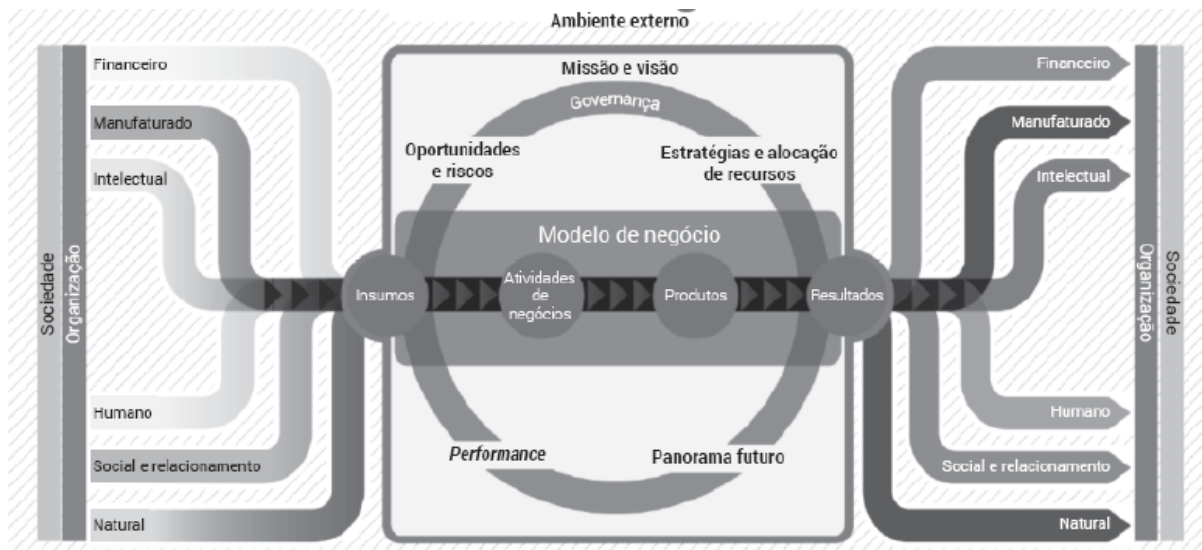 Ambiente externo
Sociedade
Organização
Financeiro
Manufaturado
Intelectual
Humano
Social e relacionamento
Natural
Missão e visão
Governança
Oportunidades
e riscos
Estratégias e alocação
de recursos
Modelo de negócio
Insumos
Atividades
de
negócios
Produtos
Resultados
Performance
Panorama futuro
Financeiro
Manufaturado
Intelectual
Humano
Social e relacionamento
Natural
Organização
Sociedade